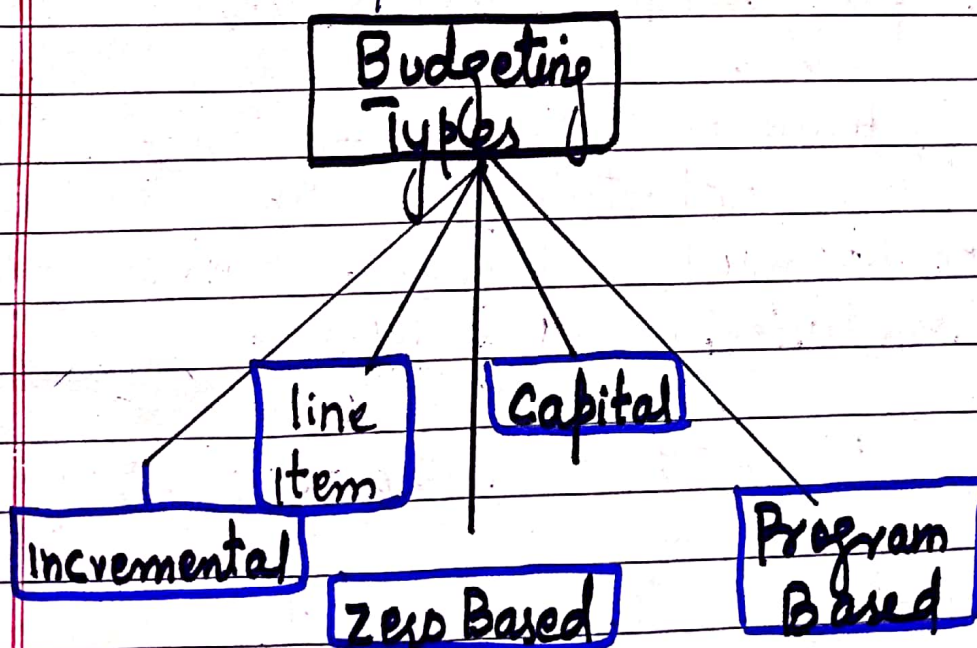 Budgeting
Types
line
item
Capital
Incremental
Zero Based
Program
Based